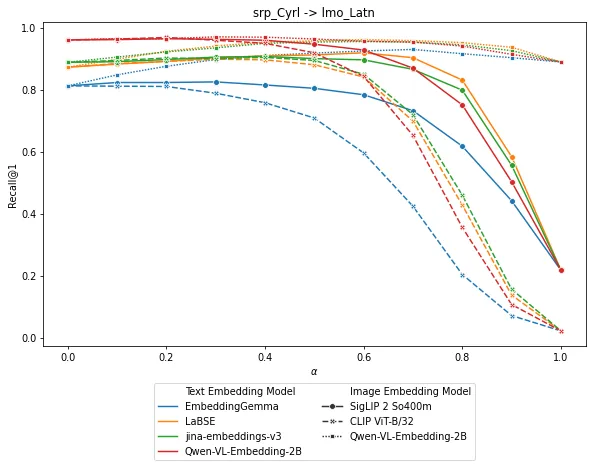 srp_Cyrl -> lmo_Latn
Recall@1
1.0
0.8
0.6
0.4
0.2
0.0
0.0 0.2 0.4 0.6 0.8 1.0
α
Text Embedding Model Image Embedding Model
EmbeddingGemma SigLIP 2 So400m
LaBSE CLIP ViT-B/32
jina-embeddings-v3 Qwen-VL-Embedding-2B
Qwen-VL-Embedding-2B